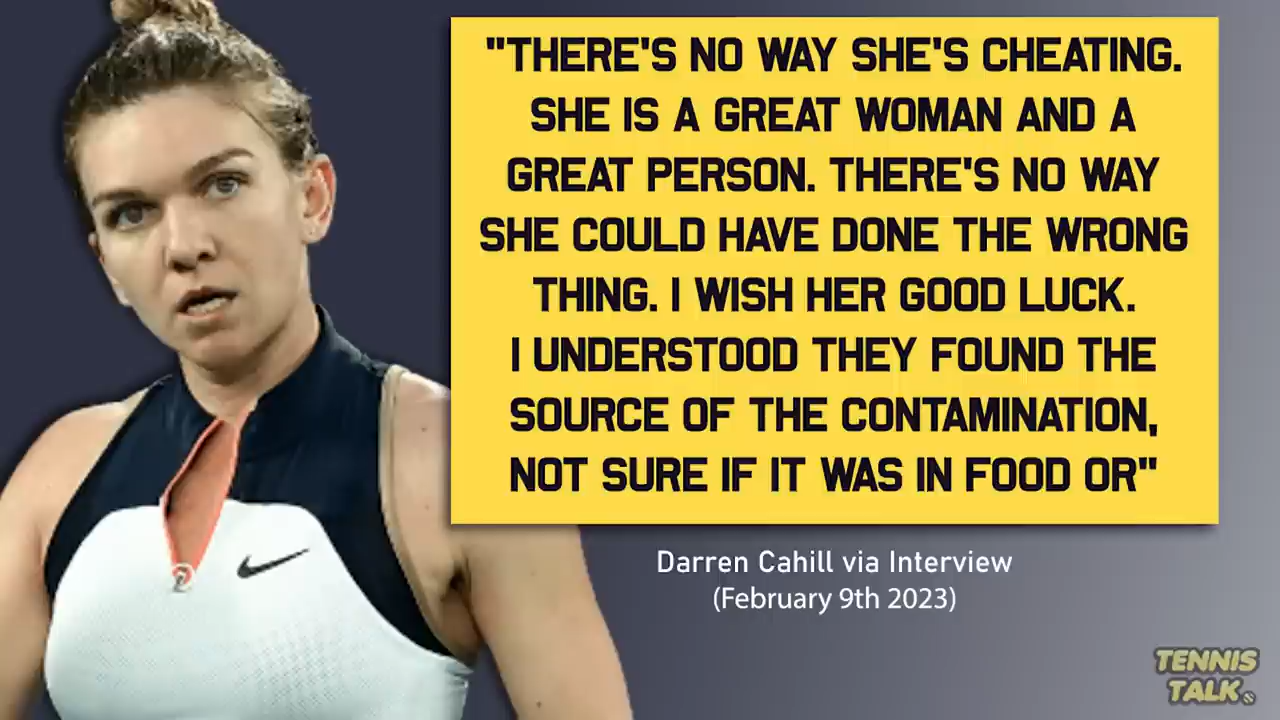 "THERE'S NO WAY SHE'S CHEATING.
SHE IS A GREAT WOMAN AND A
GREAT PERSON. THERE'S NO WAY
SHE COULD HAVE DONE THE WRONG
THING. I WISH HER GOOD LUCK.
I UNDERSTOOD THEY FOUND THE
SOURCE OF THE CONTAMINATION,
NOT SURE IF IT WAS IN FOOD OR"
Darren Cahill via Interview
(February 9th 2023)
TENNIS
TALK